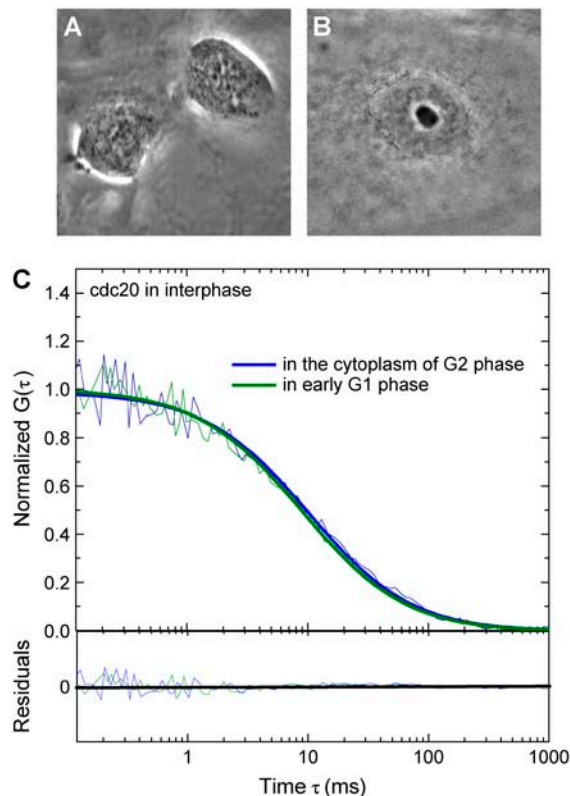 A
B
C
cdc20 in interphase
in the cytoplasm of G2 phase
in early G1 phase
Normalized G(τ)
1.4
1.2
1.0
0.8
0.6
0.4
0.2
0.0
Residuals
0
1
10
100
1000
Time τ (ms)